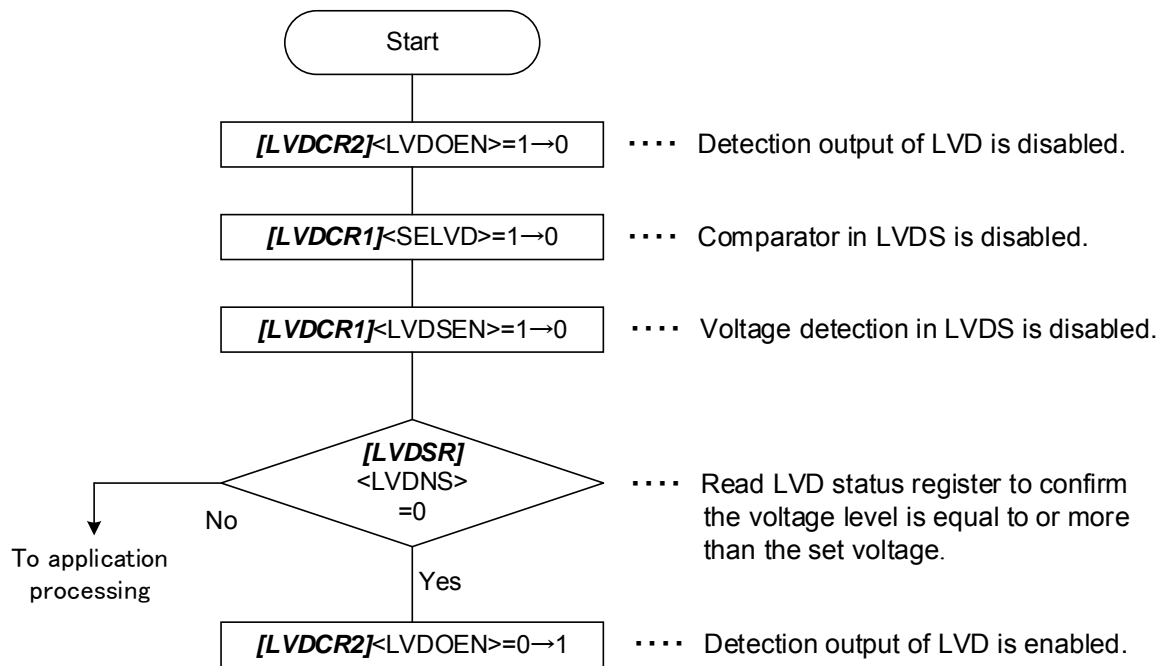 Start
[LVDCR2]<LVDOEN>=1→0
···· Detection output of LVD is disabled.
[LVDCR1]<SELVD>=1→0
···· Comparator in LVDS is disabled.
[LVDCR1]<LVDSEN>=1→0
···· Voltage detection in LVDS is disabled.
[LVDSR]
<LVDNS>
=0
···· Read LVD status register to confirm
the voltage level is equal to or more
than the set voltage.
No
To application
processing
Yes
[LVDCR2]<LVDOEN>=0→1
···· Detection output of LVD is enabled.